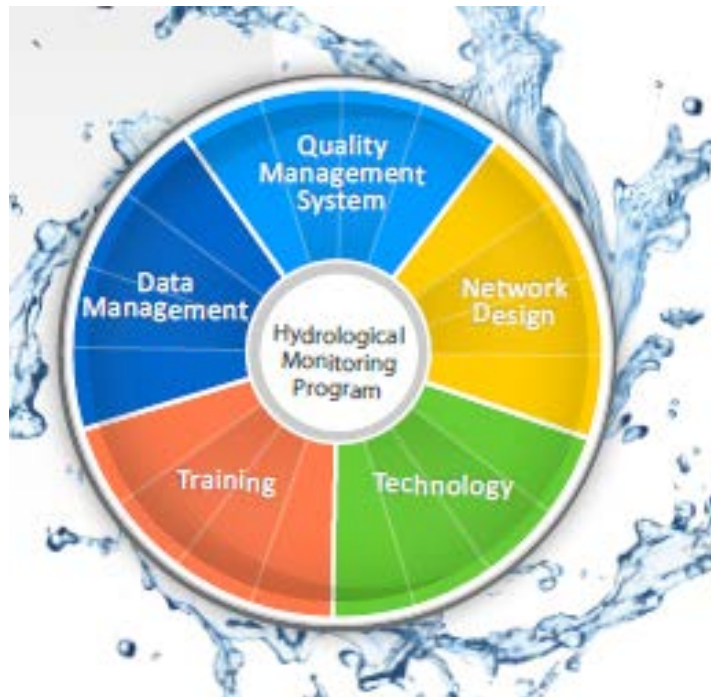 Quality
Management
System
Network
Design
Technology
Training
Data
Management
Hydrological
Monitoring
Program